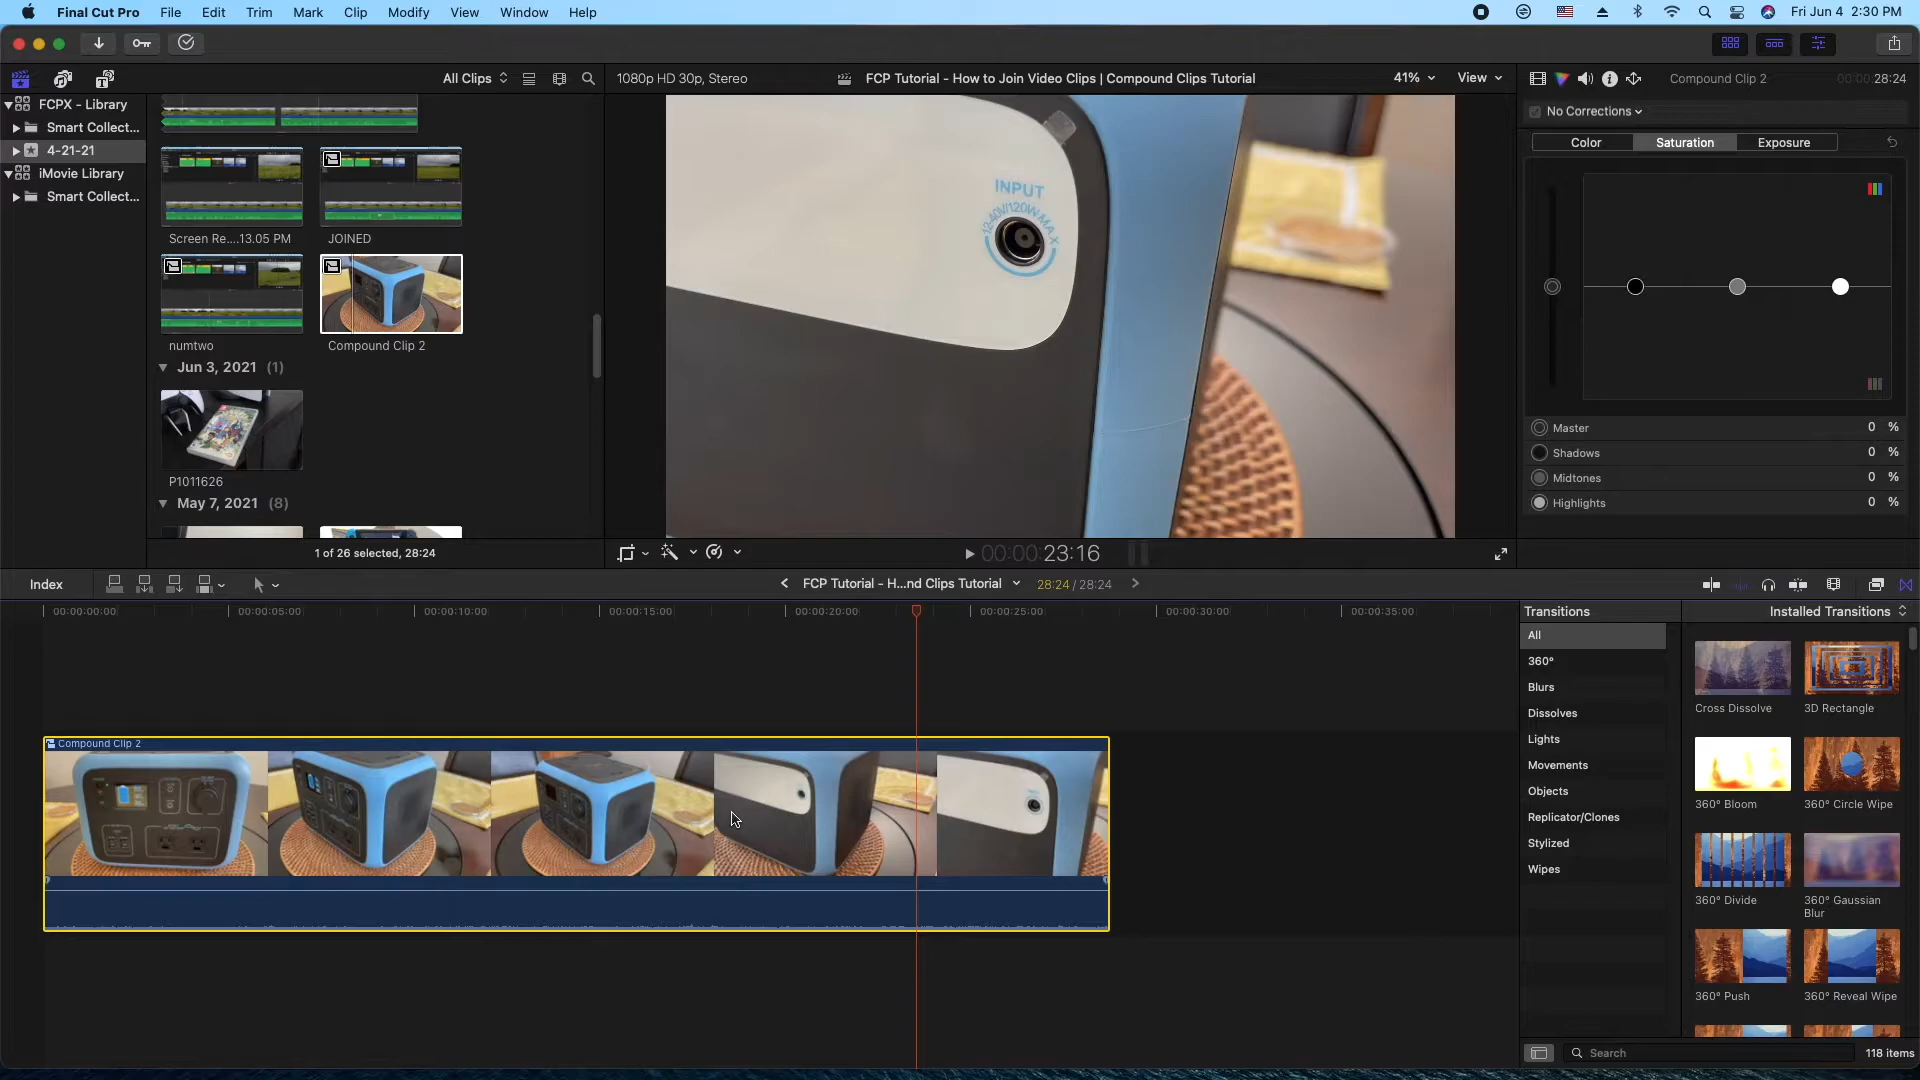 Final Cut Pro File Edit Trim Mark Clip Modify View Window Help Fri Jun 4 2:30 PM
All Clips 1080p HD 30p, Stereo FCP Tutorial - How to Join Video Clips | Compound Clips Tutorial 41% View Compound Clip 2 00:00:28:24
FCPX - Library
Smart Collect...
4-21-21
iMovie Library
Smart Collect...
Screen Re....13.05 PM JOINED
numtwo Compound Clip 2
Jun 3, 2021 (1)
P1011626
May 7, 2021 (8)
1 of 26 selected, 28:24
INPUT
12-40V/120W MAX
00:00:23:16
No Corrections
Color Saturation Exposure
Master 0 %
Shadows 0 %
Midtones 0 %
Highlights 0 %
Index FCP Tutorial - H...nd Clips Tutorial 28:24 / 28:24
00:00:00:00 00:00:05:00 00:00:10:00 00:00:15:00 00:00:20:00 00:00:25:00 00:00:30:00 00:00:35:00
Compound Clip 2
Transitions Installed Transitions
All
360°
Blurs
Dissolves
Lights
Movements
Objects
Replicator/Clones
Stylized
Wipes
Cross Dissolve 3D Rectangle
360° Bloom 360° Circle Wipe
360° Divide 360° Gaussian
Blur
360° Push 360° Reveal Wipe
Search 118 items